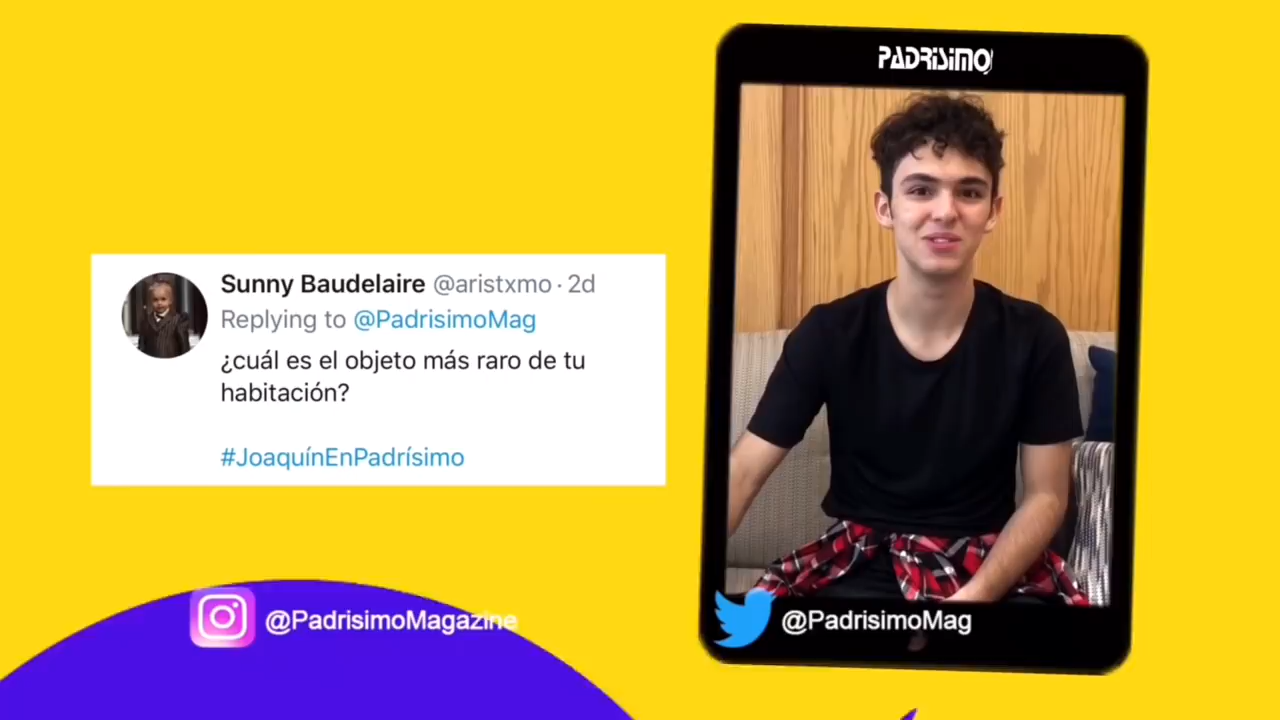 PADRiSiMO
Sunny Baudelaire @aristxmo · 2d
Replying to @PadrisimoMag
¿cuál es el objeto más raro de tu
habitación?
#JoaquínEnPadrísimo
@PadrisimoMagazine
@PadrisimoMag